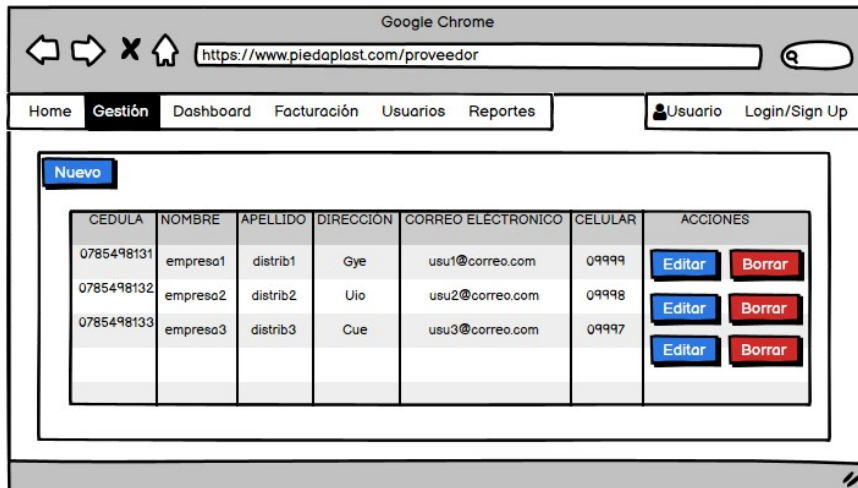 Google Chrome
https://www.piedaplast.com/proveedor
Home Gestión Dashboard Facturación Usuarios Reportes Usuario Login/Sign Up
Nuevo
CEDULA NOMBRE APELLIDO DIRECCIÓN CORREO ELÉCTRONICO CELULAR ACCIONES
0785498131 empresa1 distrib1 Gye usu1@correo.com 09999 Editar Borrar
0785498132 empresa2 distrib2 Uio usu2@correo.com 09998 Editar Borrar
0785498133 empresa3 distrib3 Cue usu3@correo.com 09997 Editar Borrar